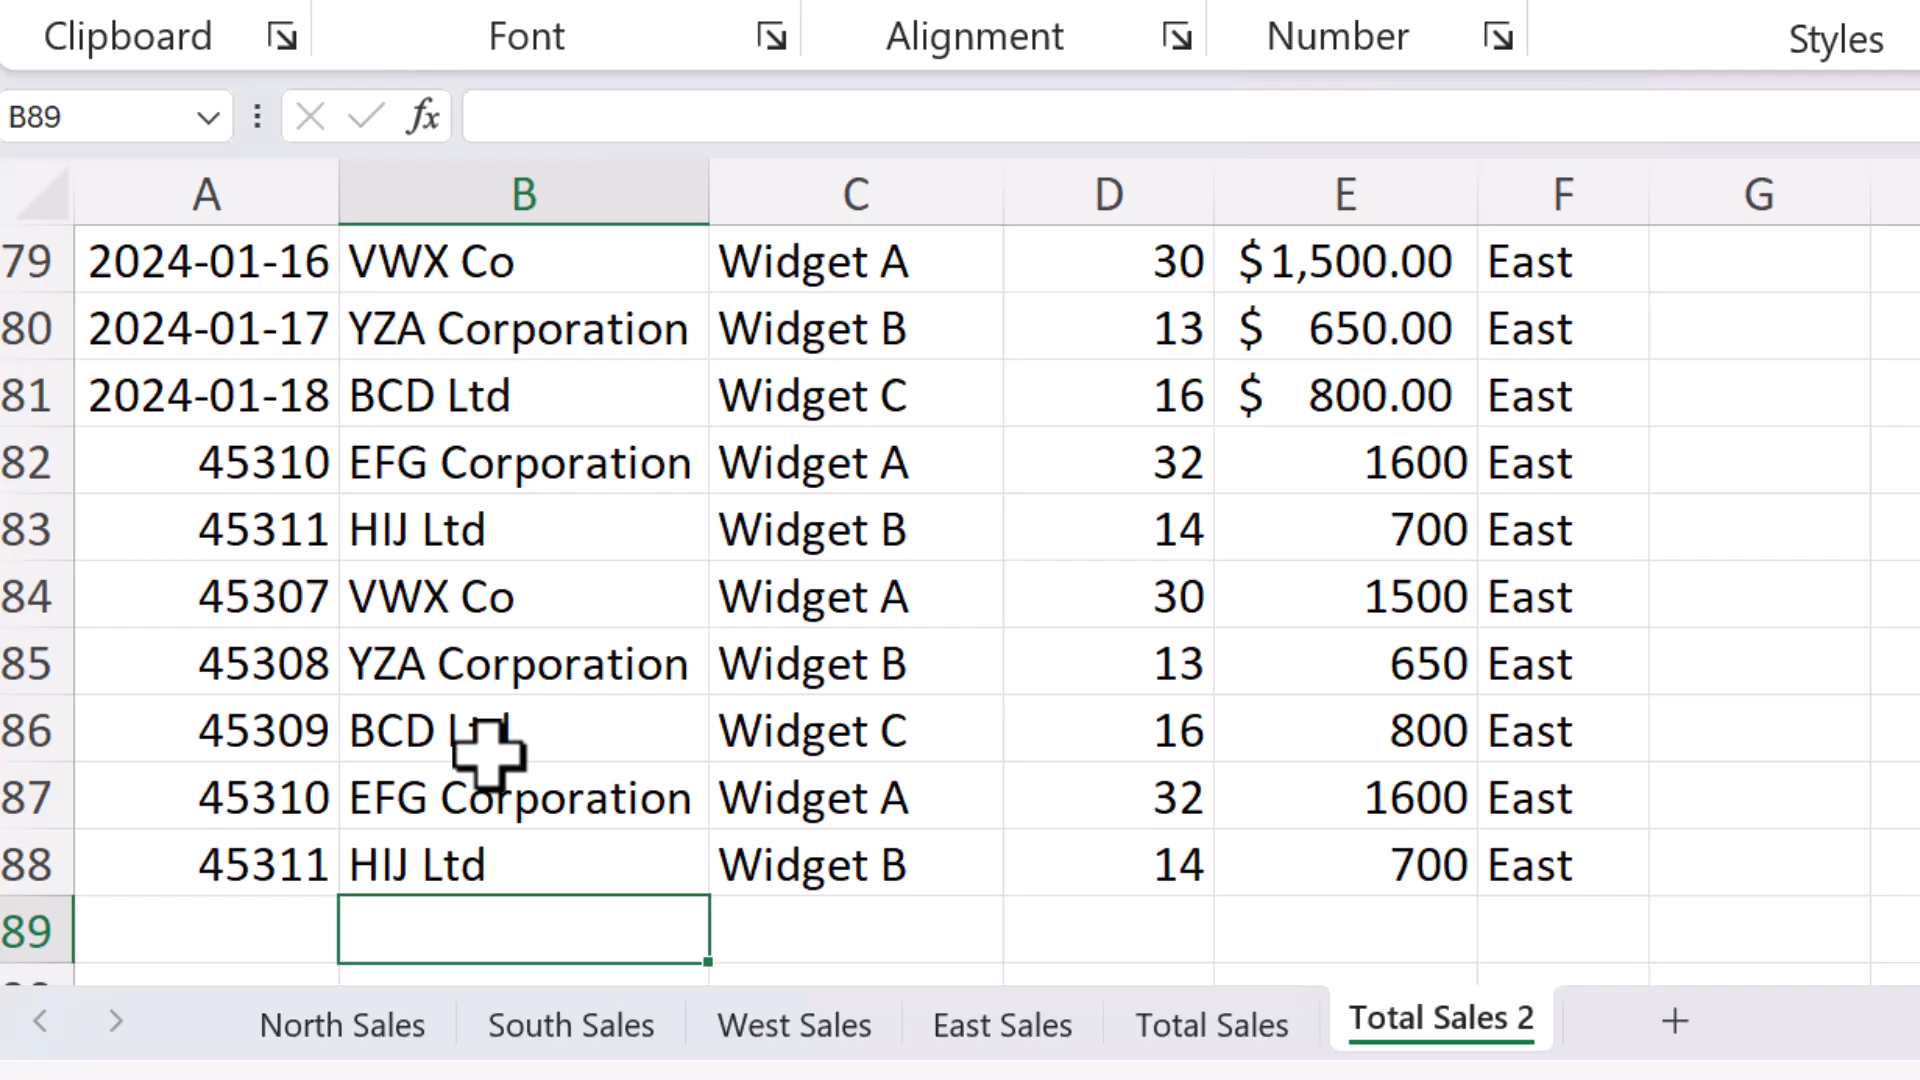 Clipboard Font Alignment Number Styles
B89 fx
A B C D E F G
79 2024-01-16 VWX Co Widget A 30 $1,500.00 East
80 2024-01-17 YZA Corporation Widget B 13 $ 650.00 East
81 2024-01-18 BCD Ltd Widget C 16 $ 800.00 East
82 45310 EFG Corporation Widget A 32 1600 East
83 45311 HIJ Ltd Widget B 14 700 East
84 45307 VWX Co Widget A 30 1500 East
85 45308 YZA Corporation Widget B 13 650 East
86 45309 BCD Ltd Widget C 16 800 East
87 45310 EFG Corporation Widget A 32 1600 East
88 45311 HIJ Ltd Widget B 14 700 East
89
North Sales South Sales West Sales East Sales Total Sales Total Sales 2